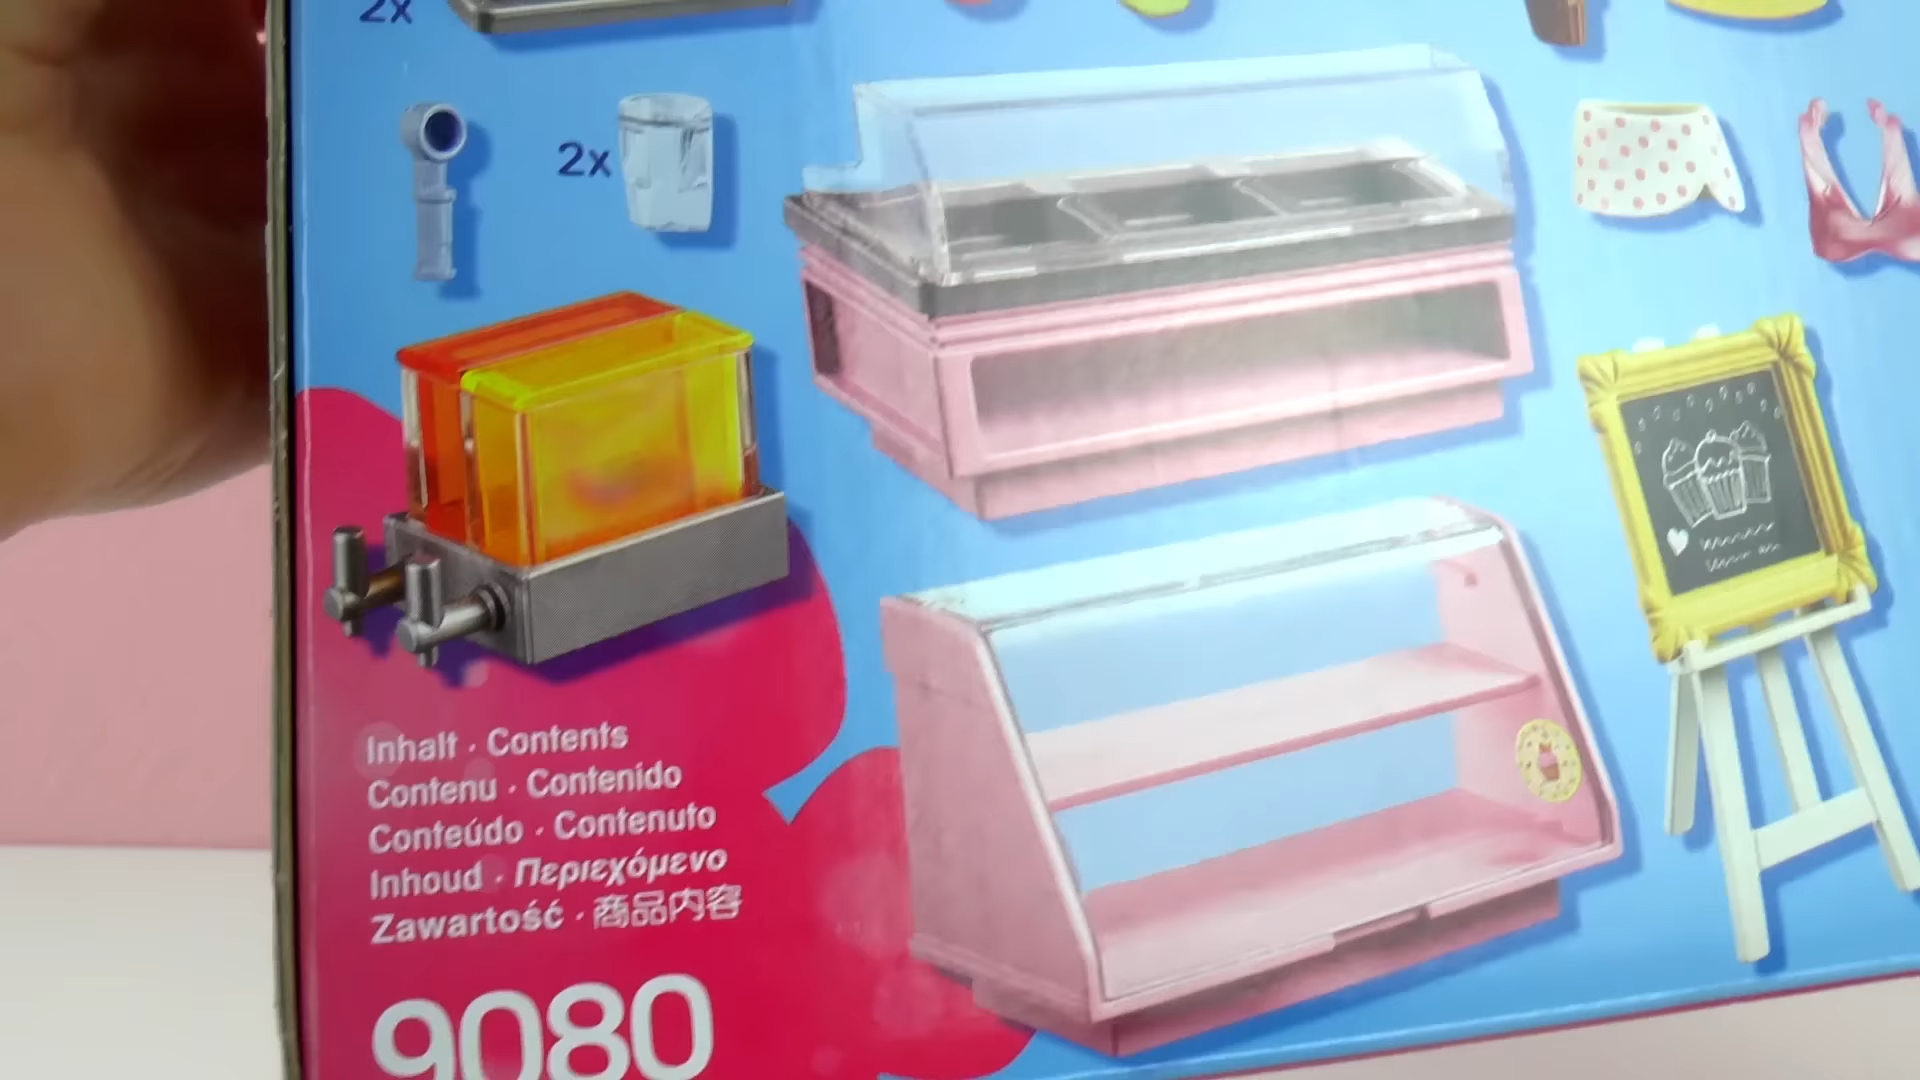 2x
2x
Inhalt · Contents
Contenu · Contenido
Conteúdo · Contenuto
Inhoud · Περιεχόμενο
Zawartość · 商品内容
9080